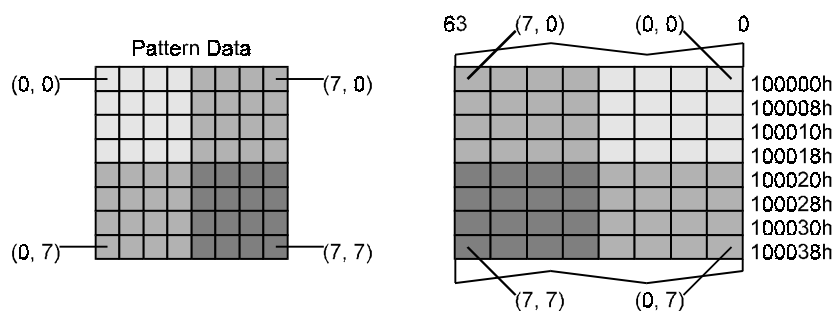 63 (7, 0) (0, 0) 0
Pattern Data
(0, 0) (7, 0)
100000h
100008h
100010h
100018h
100020h
100028h
100030h
100038h
(0, 7) (7, 7)
(7, 7) (0, 7)